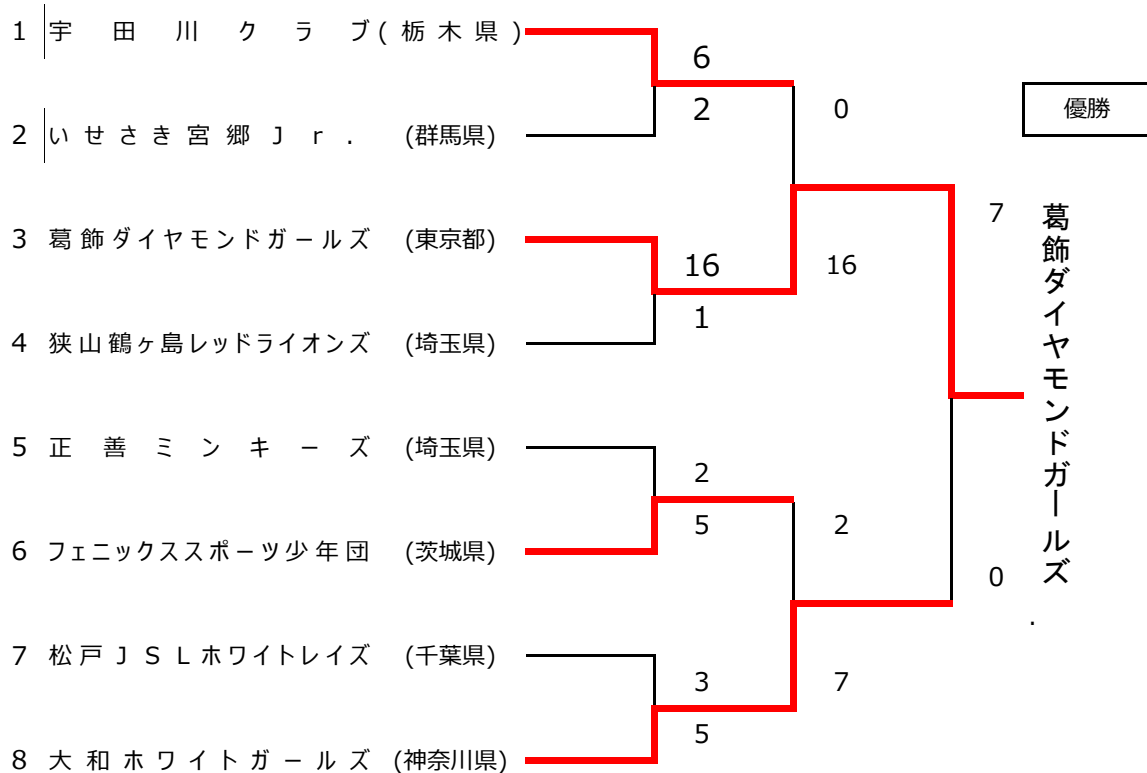 1 宇田川クラブ(栃木県)
6
2
0
優勝
2 いせさき宮郷Jr. (群馬県)
7
3 葛飾ダイヤモンドガールズ (東京都)
16
16
1
4 狭山鶴ヶ島レッドライオンズ (埼玉県)
葛飾ダイヤモンドガールズ
.
5 正善ミンキーズ (埼玉県)
2
5
2
6 フェニックススポーツ少年団 (茨城県)
0
7 松戸JSLホワイトレイズ (千葉県)
3
7
5
8 大和ホワイトガールズ (神奈川県)